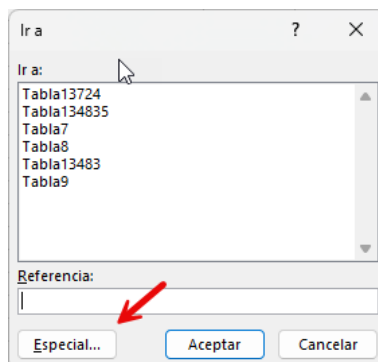 Ir a
?
Ir a:
Tabla13724
Tabla134835
Tabla7
Tabla8
Tabla13483
Tabla9
Referencia:
Especial...
Aceptar
Cancelar